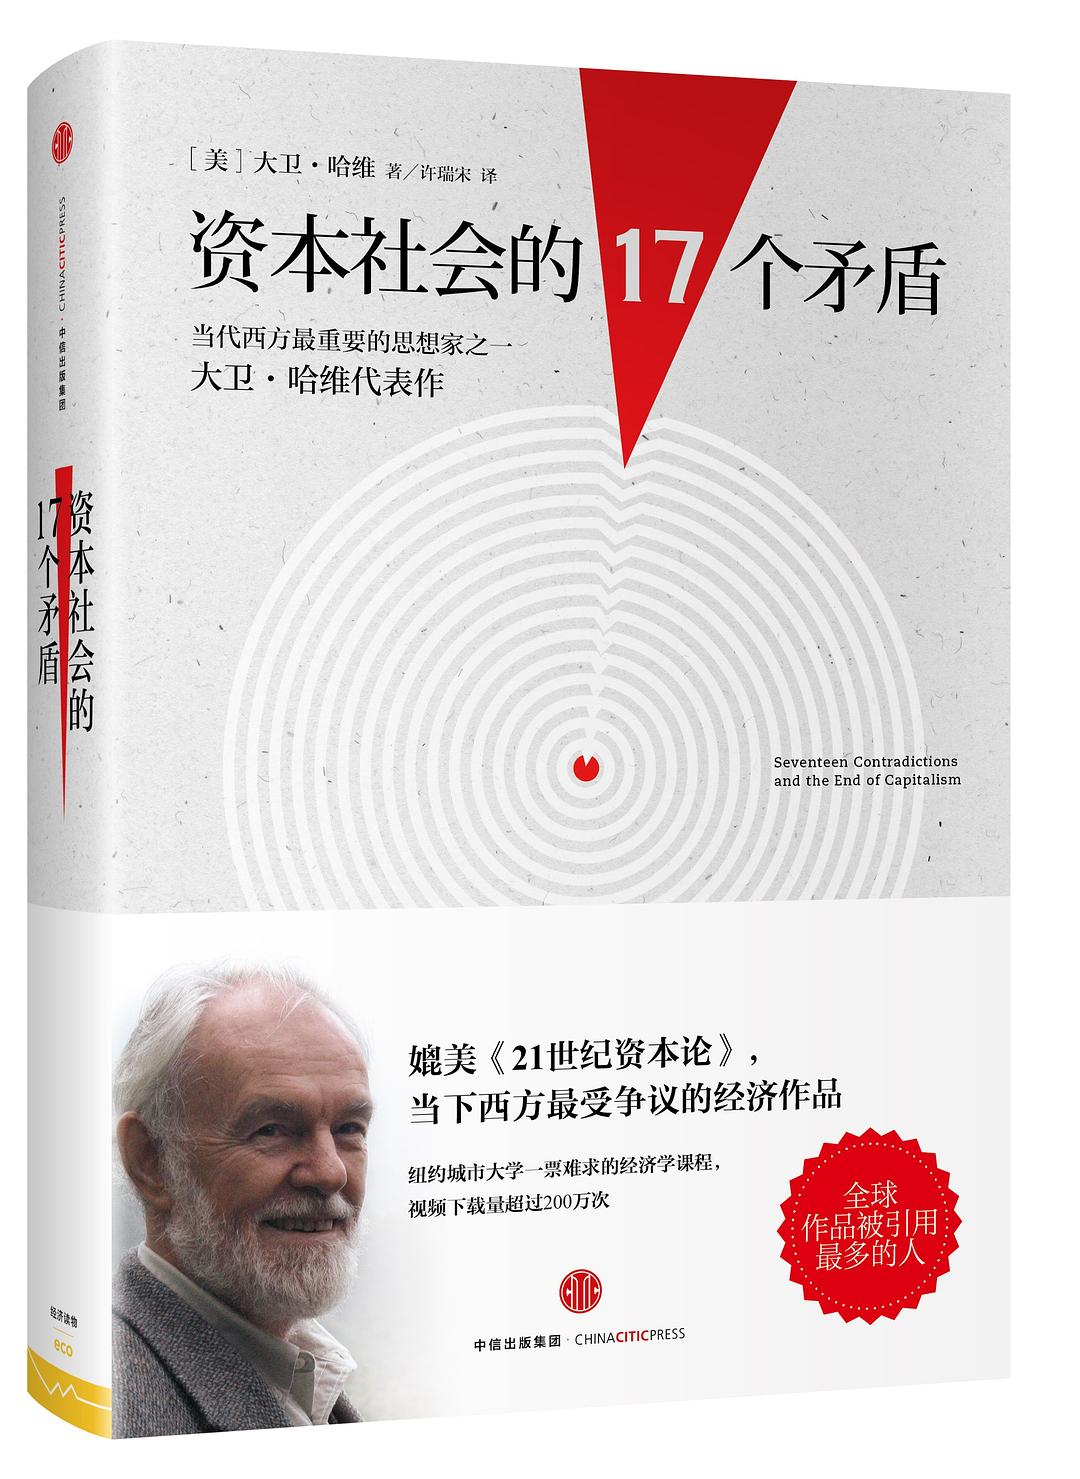 ［美］大卫·哈维 著／许瑞宋 译
资本社会的17个矛盾
当代西方最重要的思想家之一
大卫·哈维代表作
Seventeen Contradictions
and the End of Capitalism
媲美《21世纪资本论》，
当下西方最受争议的经济作品
纽约城市大学一票难求的经济学课程，
视频下载量超过200万次
全球
作品被引用
最多的人
中信出版集团·CHINACITICPRESS
中信出版集团·CHINACITICPRESS
资本社会的
17个矛盾
经济读物
eco